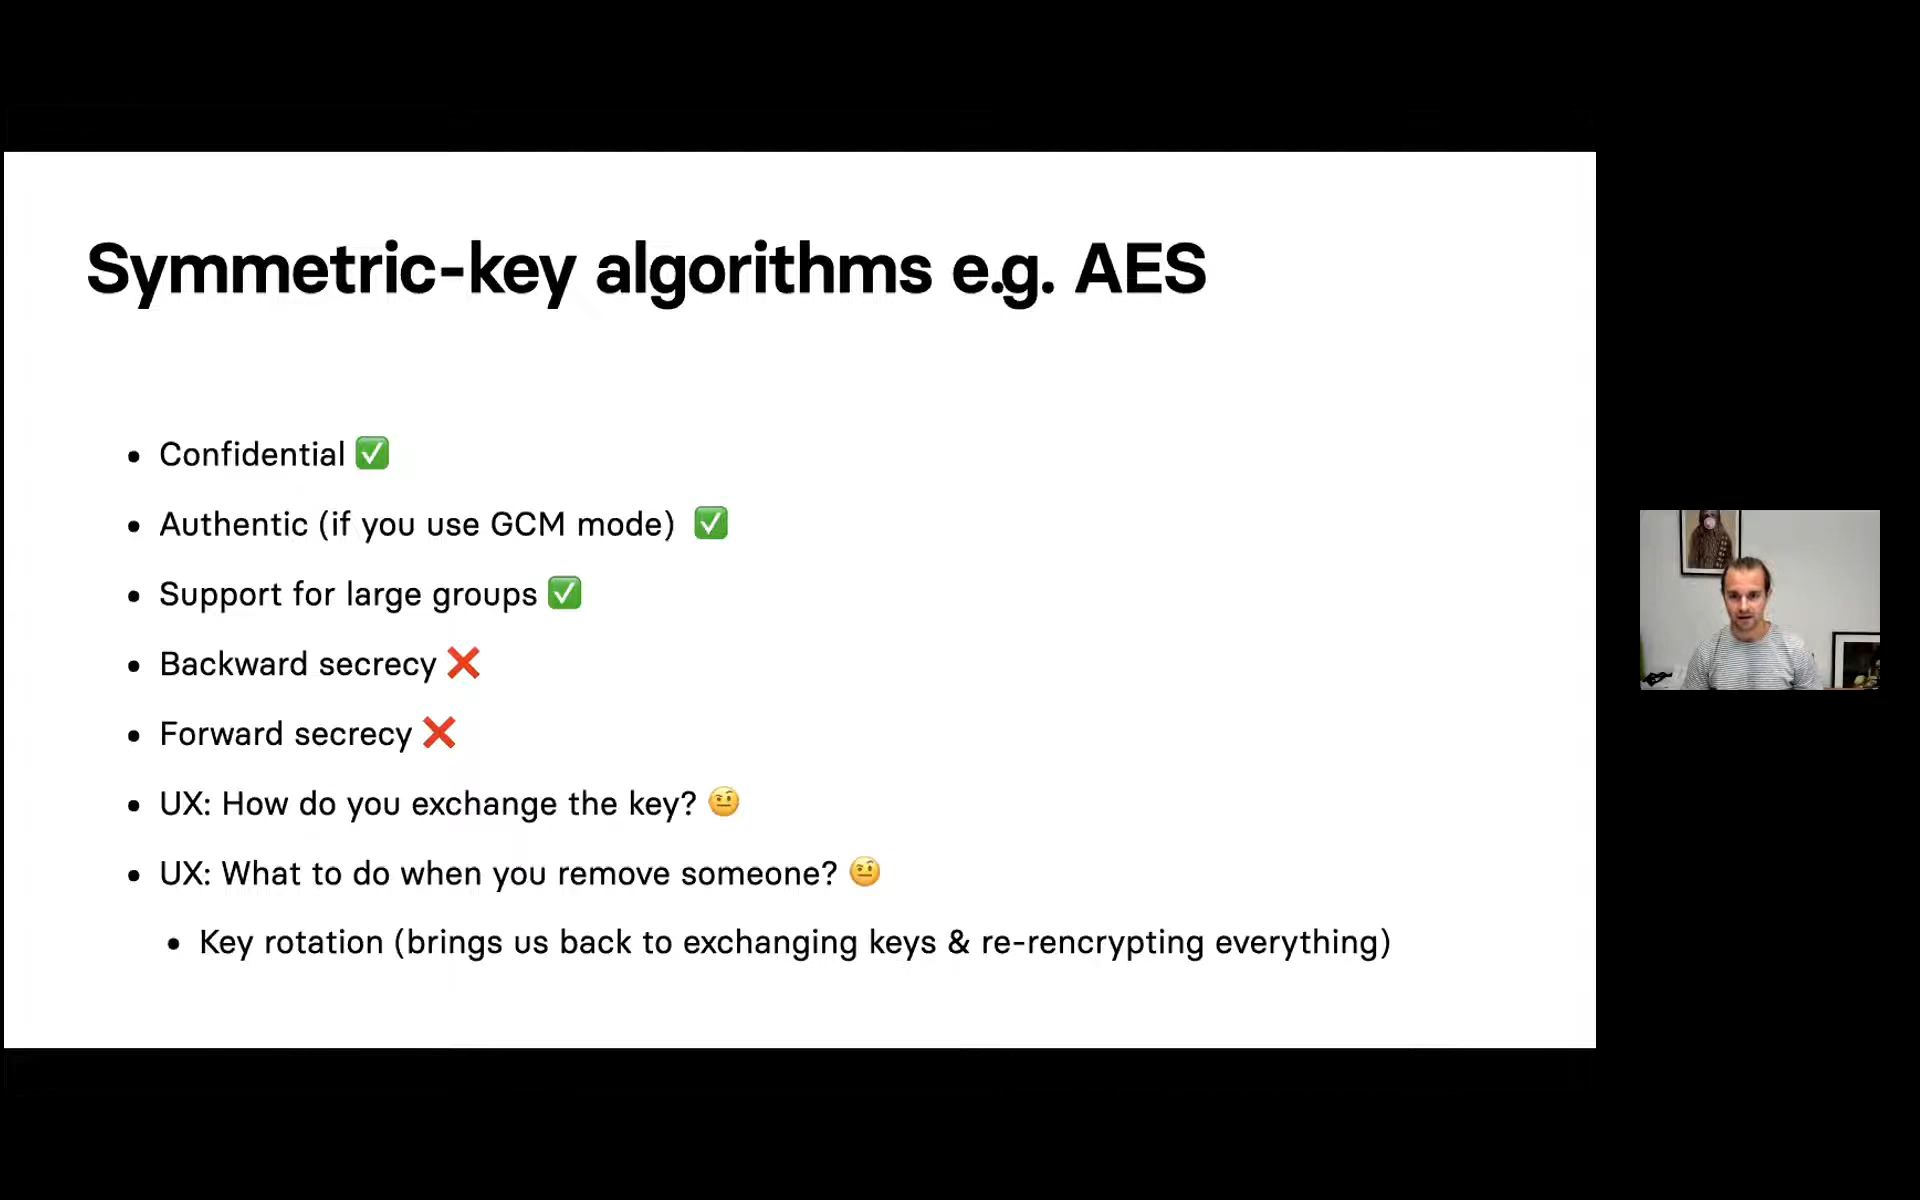 Symmetric-key algorithms e.g. AES
• Confidential ✅
• Authentic (if you use GCM mode) ✅
• Support for large groups ✅
• Backward secrecy ❌
• Forward secrecy ❌
• UX: How do you exchange the key? 🤨
• UX: What to do when you remove someone? 🤨
• Key rotation (brings us back to exchanging keys & re-rencrypting everything)